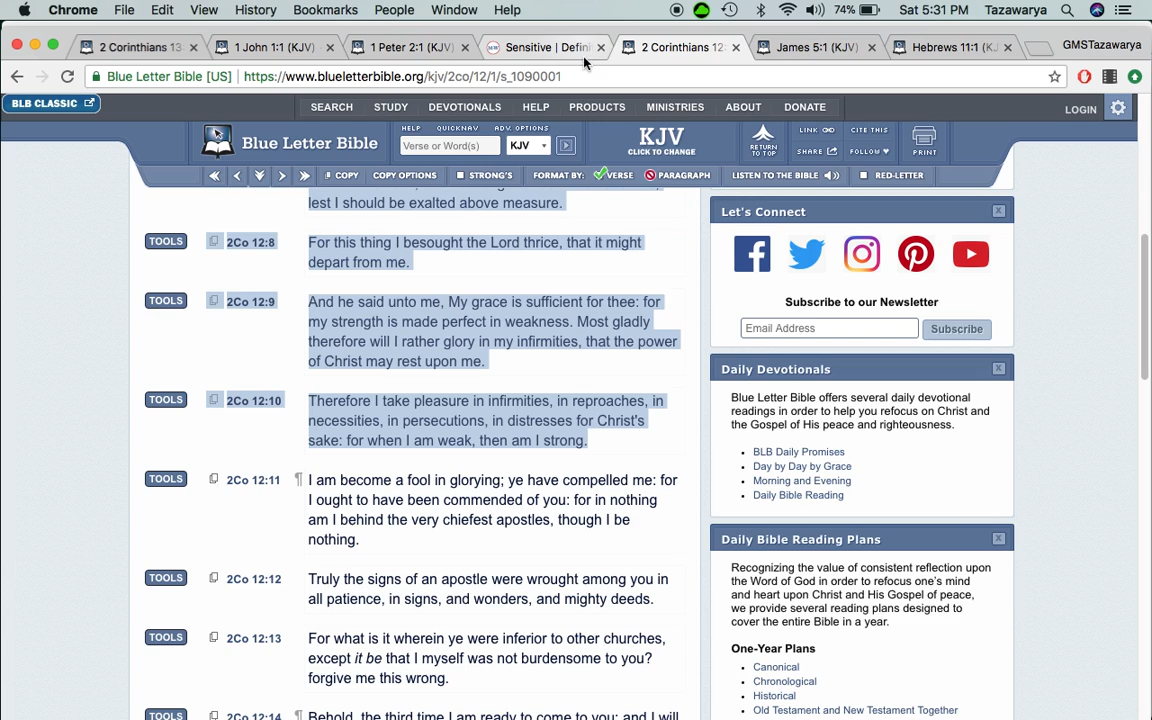 Chrome File Edit View History Bookmarks People Window Help 74% Sat 5:31 PM Tazawarya
2 Corinthians 13 1 John 1:1 (KJV) 1 Peter 2:1 (KJV) Sensitive | Defini 2 Corinthians 12 James 5:1 (KJV) Hebrews 11:1 (KJ GMSTazawarya
Blue Letter Bible [US] https://www.blueletterbible.org/kjv/2co/12/1/s_1090001
BLB CLASSIC
SEARCH STUDY DEVOTIONALS HELP PRODUCTS MINISTRIES ABOUT DONATE LOGIN
Blue Letter Bible
HELP QUICKNAV ADV. OPTIONS
Verse or Word(s) KJV
KJV
CLICK TO CHANGE
RETURN
TO TOP
LINK CITE THIS
SHARE FOLLOW
PRINT
COPY COPY OPTIONS STRONG'S FORMAT BY: VERSE PARAGRAPH LISTEN TO THE BIBLE RED-LETTER
lest I should be exalted above measure.
TOOLS 2Co 12:8 For this thing I besought the Lord thrice, that it might
depart from me.
TOOLS 2Co 12:9 And he said unto me, My grace is sufficient for thee: for
my strength is made perfect in weakness. Most gladly
therefore will I rather glory in my infirmities, that the power
of Christ may rest upon me.
TOOLS 2Co 12:10 Therefore I take pleasure in infirmities, in reproaches, in
necessities, in persecutions, in distresses for Christ's
sake: for when I am weak, then am I strong.
TOOLS 2Co 12:11 ¶ I am become a fool in glorying; ye have compelled me: for
I ought to have been commended of you: for in nothing
am I behind the very chiefest apostles, though I be
nothing.
TOOLS 2Co 12:12 Truly the signs of an apostle were wrought among you in
all patience, in signs, and wonders, and mighty deeds.
TOOLS 2Co 12:13 For what is it wherein ye were inferior to other churches,
except it be that I myself was not burdensome to you?
forgive me this wrong.
TOOLS 2Co 12:14 ¶ Behold, the third time I am ready to come to you; and I will
Let's Connect
Subscribe to our Newsletter
Email Address Subscribe
Daily Devotionals
Blue Letter Bible offers several daily devotional
readings in order to help you refocus on Christ and
the Gospel of His peace and righteousness.
BLB Daily Promises
Day by Day by Grace
Morning and Evening
Daily Bible Reading
Daily Bible Reading Plans
Recognizing the value of consistent reflection upon
the Word of God in order to refocus one's mind
and heart upon Christ and His Gospel of peace,
we provide several reading plans designed to
cover the entire Bible in a year.
One-Year Plans
Canonical
Chronological
Historical
Old Testament and New Testament Together